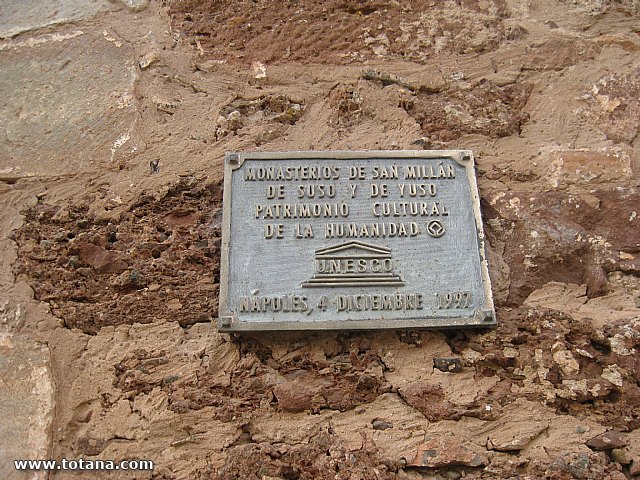 MONASTERIOS DE SAN MILLÁN
DE SUSO Y DE YUSO
PATRIMONIO CULTURAL
DE LA HUMANIDAD
UNESCO
NÁPOLES, 4 DICIEMBRE 1997
www.totana.com